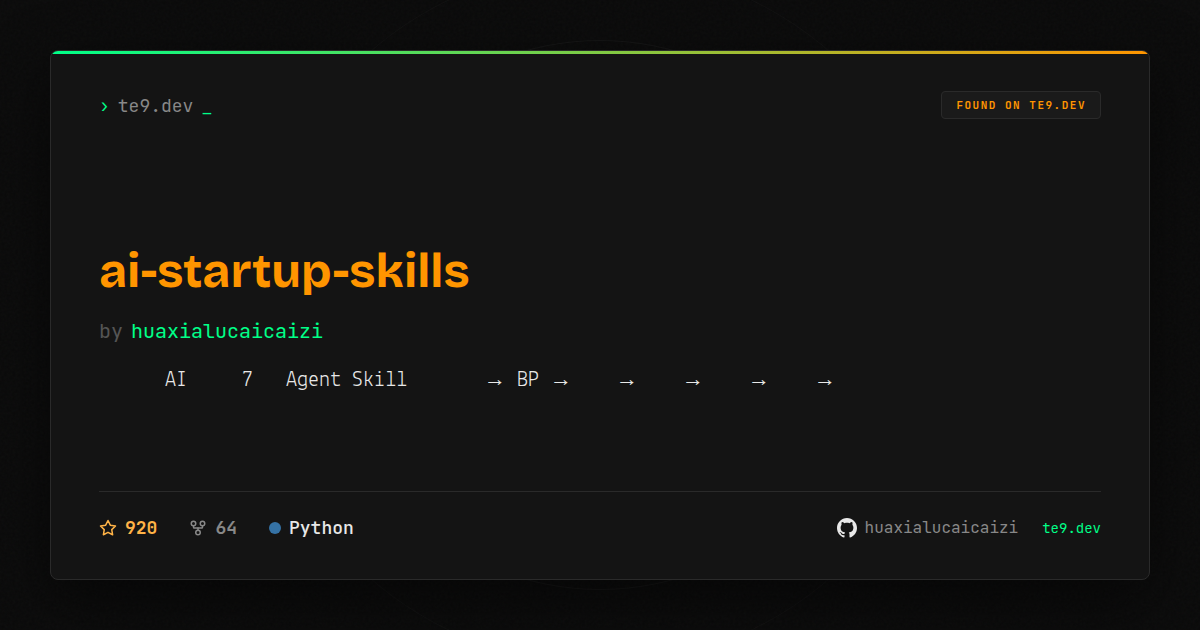 › te9.dev _
FOUND ON TE9.DEV
ai-startup-skills
by huaxialucaicaizi
AI 7 Agent Skill → BP → → → → →
920 64 Python
huaxialucaicaizi te9.dev